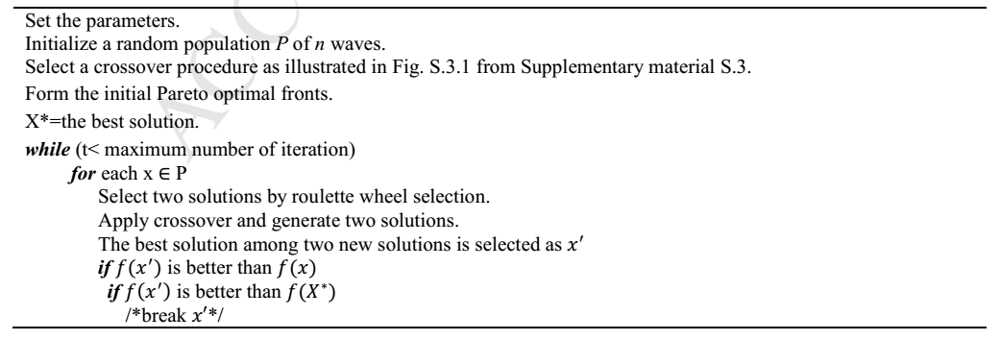 Set the parameters.
Initialize a random population P of n waves.
Select a crossover procedure as illustrated in Fig. S.3.1 from Supplementary material S.3.
Form the initial Pareto optimal fronts.
X*=the best solution.
while (t< maximum number of iteration)
for each x ∈ P
Select two solutions by roulette wheel selection.
Apply crossover and generate two solutions.
The best solution among two new solutions is selected as x′
if f(x′) is better than f(x)
if f(x′) is better than f(X*)
/*break x′*/
ACC